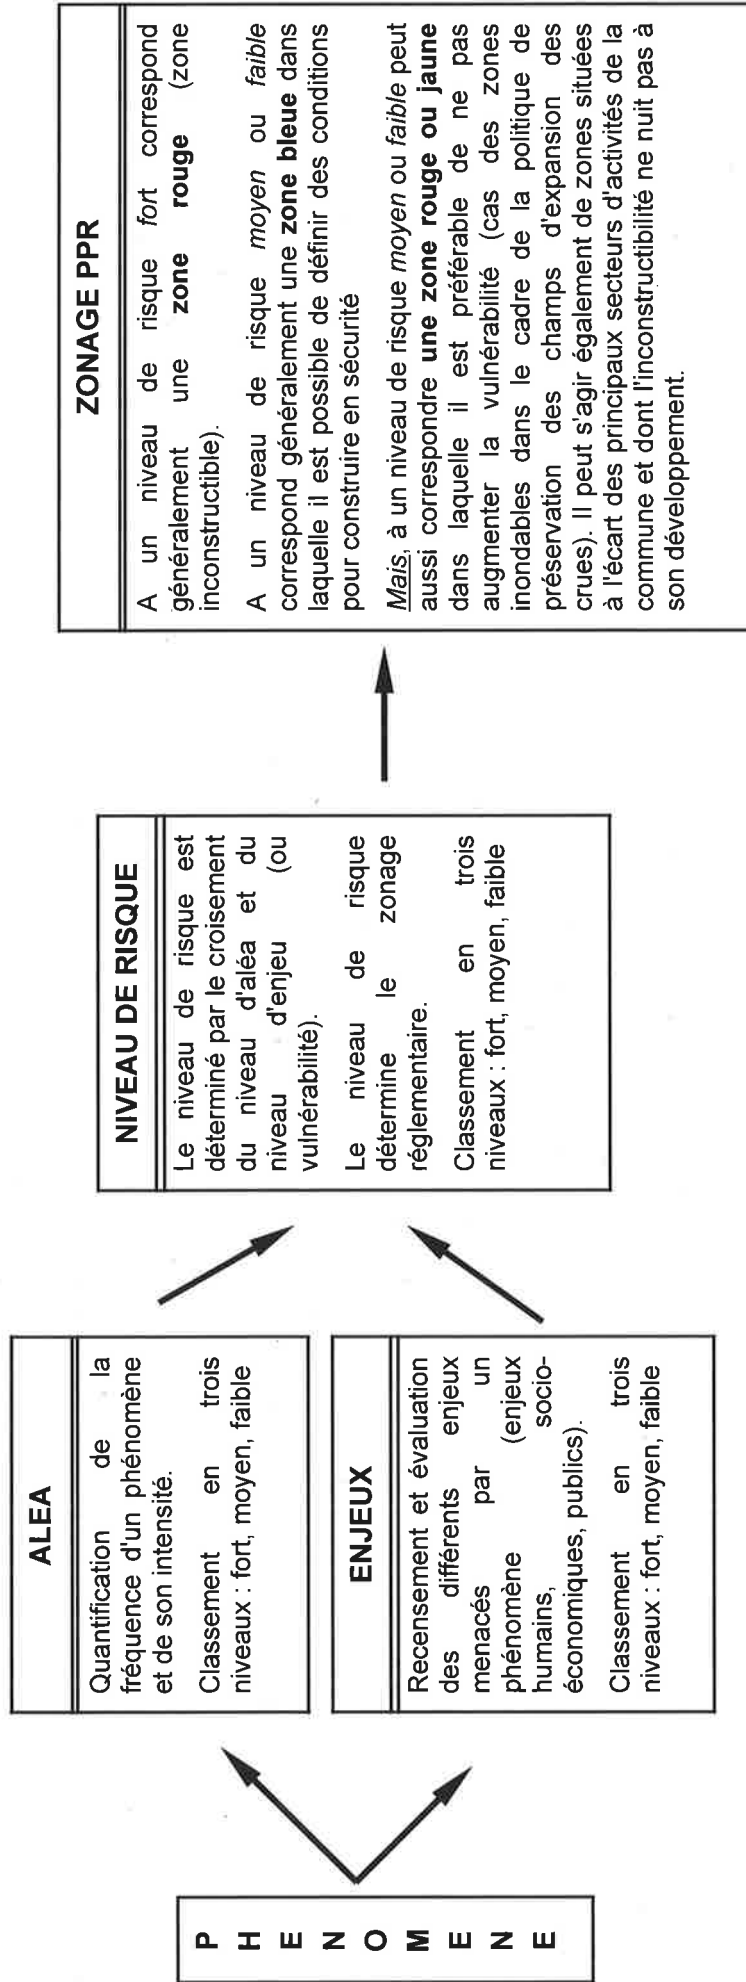 P
H
E
N
O
M
E
N
E
ALEA
Quantification de la
fréquence d'un phénomène
et de son intensité.
Classement en trois
niveaux : fort, moyen, faible
ENJEUX
Recensement et évaluation
des différents enjeux
menacés par un
phénomène (enjeux
humains, socio-
économiques, publics).
Classement en trois
niveaux : fort, moyen, faible
NIVEAU DE RISQUE
Le niveau de risque est
déterminé par le croisement
du niveau d'aléa et du
niveau d'enjeu (ou
vulnérabilité).
Le niveau de risque
détermine le zonage
réglementaire.
Classement en trois
niveaux : fort, moyen, faible
ZONAGE PPR
A un niveau de risque fort correspond
généralement une zone rouge (zone
inconstructible).
A un niveau de risque moyen ou faible
correspond généralement une zone bleue dans
laquelle il est possible de définir des conditions
pour construire en sécurité
Mais, à un niveau de risque moyen ou faible peut
aussi correspondre une zone rouge ou jaune
dans laquelle il est préférable de ne pas
augmenter la vulnérabilité (cas des zones
inondables dans le cadre de la politique de
préservation des champs d'expansion des
crues). Il peut s'agir également de zones situées
à l'écart des principaux secteurs d'activités de la
commune et dont l'inconstructibilité ne nuit pas à
son développement.